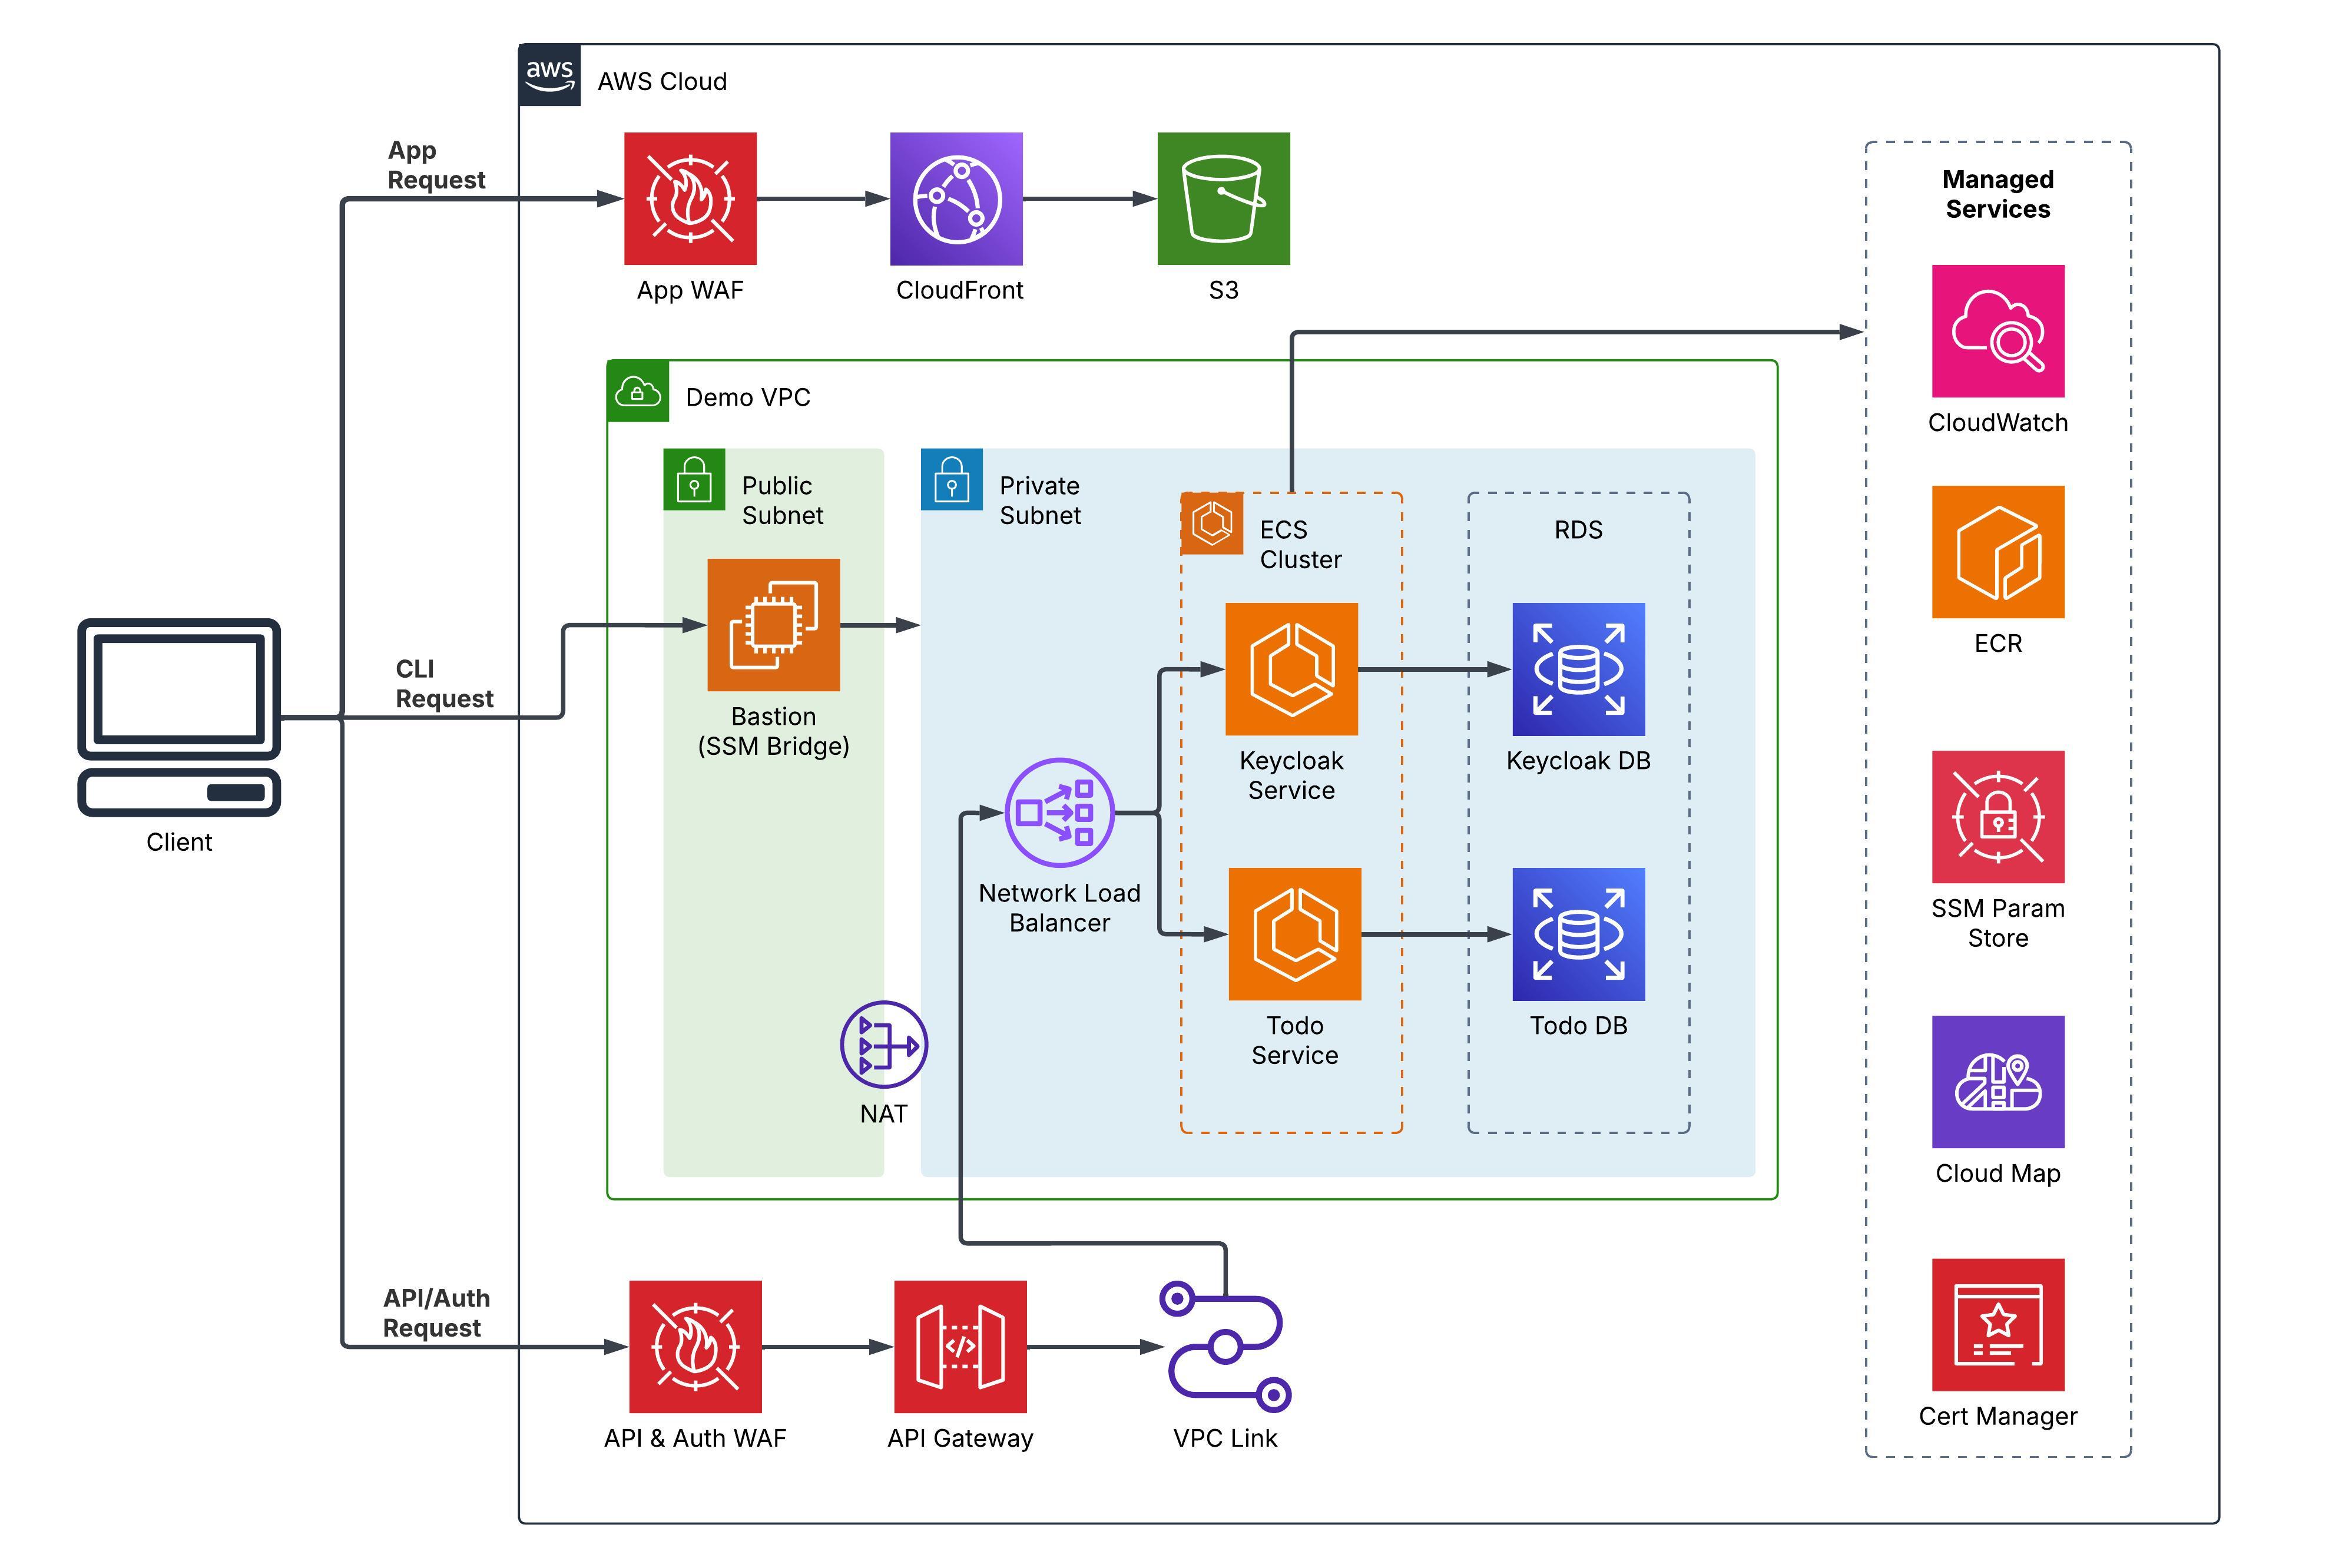 aws
AWS Cloud
App
Request
App WAF
CloudFront
S3
Managed
Services
CloudWatch
ECR
SSM Param
Store
Cloud Map
Cert Manager
Demo VPC
Public
Subnet
Private
Subnet
ECS
Cluster
RDS
Bastion
(SSM Bridge)
CLI
Request
Client
Keycloak
Service
Keycloak DB
Network Load
Balancer
Todo
Service
Todo DB
NAT
API/Auth
Request
API & Auth WAF
</>
API Gateway
VPC Link